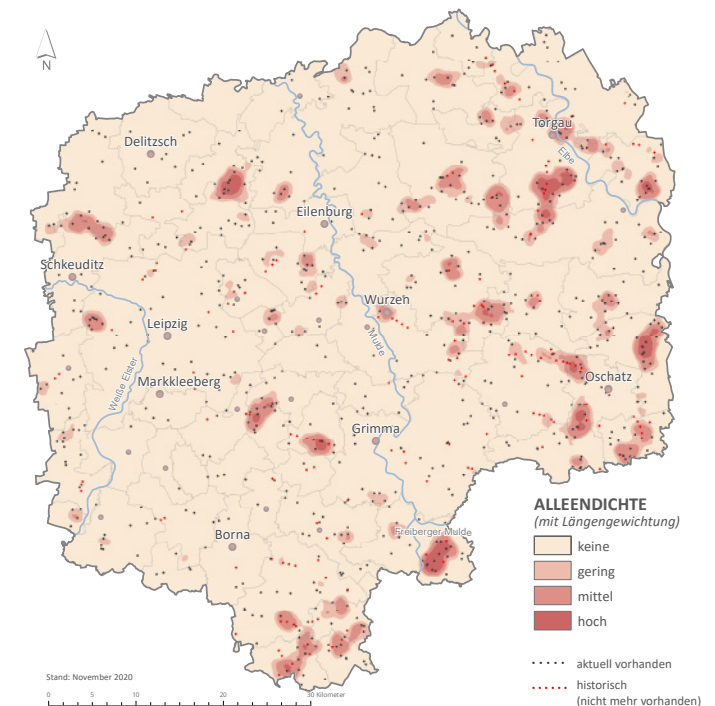 N
Delitzsch
Torgau
Elbe
Eilenburg
Schkeuditz
Wurzeh
Leipzig
Mulde
Weiße Elster
Markkleeberg
Oschatz
Grimma
Freiberger Mulde
Borna
ALLEENDICHTE
(mit Längengewichtung)
keine
gering
mittel
hoch
aktuell vorhanden
historisch
(nicht mehr vorhanden)
Stand: November 2020
0 5 10 20 30 Kilometer